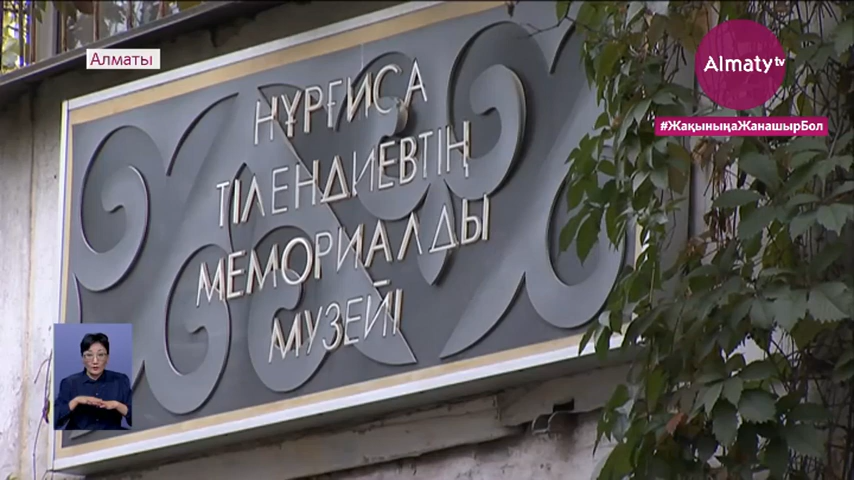 Алматы
Almaty tv
#ЖақыныңаЖанашырБол
НҰРҒИСА
ТІЛЕНДИЕВТІҢ
МЕМОРИАЛДЫ
МУЗЕЙІ